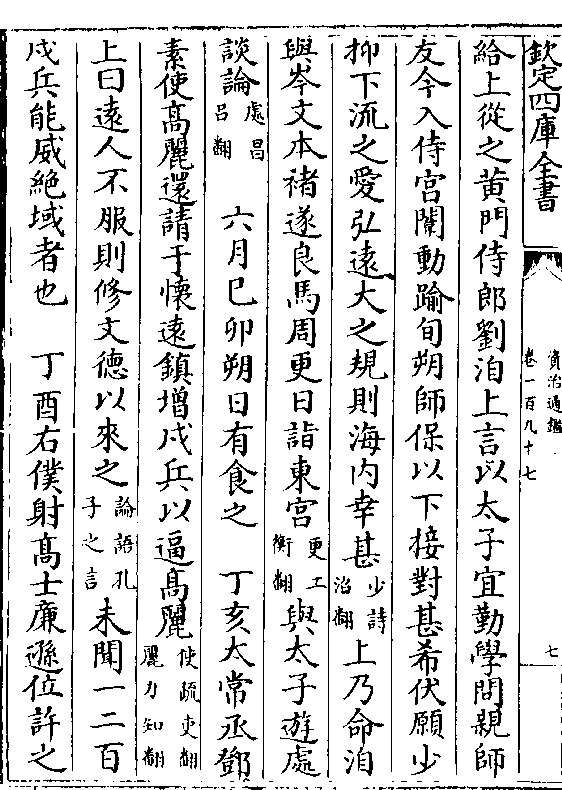 欽定四庫全書
資治通鑑
卷一百九十七
七
給上從之黃門侍郎劉洎上言以太子宜勤學問親師
友今入侍宮闈動踰旬朔師保以下接對甚希伏願少
抑下流之愛弘遠大之規則海内幸甚少詩沼翻上乃命洎
與岑文本褚遂良馬周更日詣東宮更工衡翻與太子遊處
談論處昌吕翻　六月己卯朔日有食之　丁亥太常丞鄧
素使高麗還請于懷遠鎮增戍兵以逼高麗使疏吏翻麗力知翻
上曰遠人不服則修文德以來之論語孔子之言未聞一二百
戍兵能威絶域者也　丁酉右僕射高士廉遜位許之